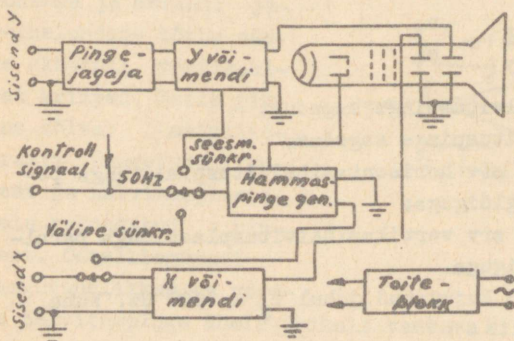 Sisend Y
Pinge-
jagaja
Y või-
mendi
Kontroll
signaal
50Hz
seesm.
sünkr.
Hammas-
pinge gen.
Väline sünkr.
Sisend X
X või-
mendi
Toite-
plokk
~